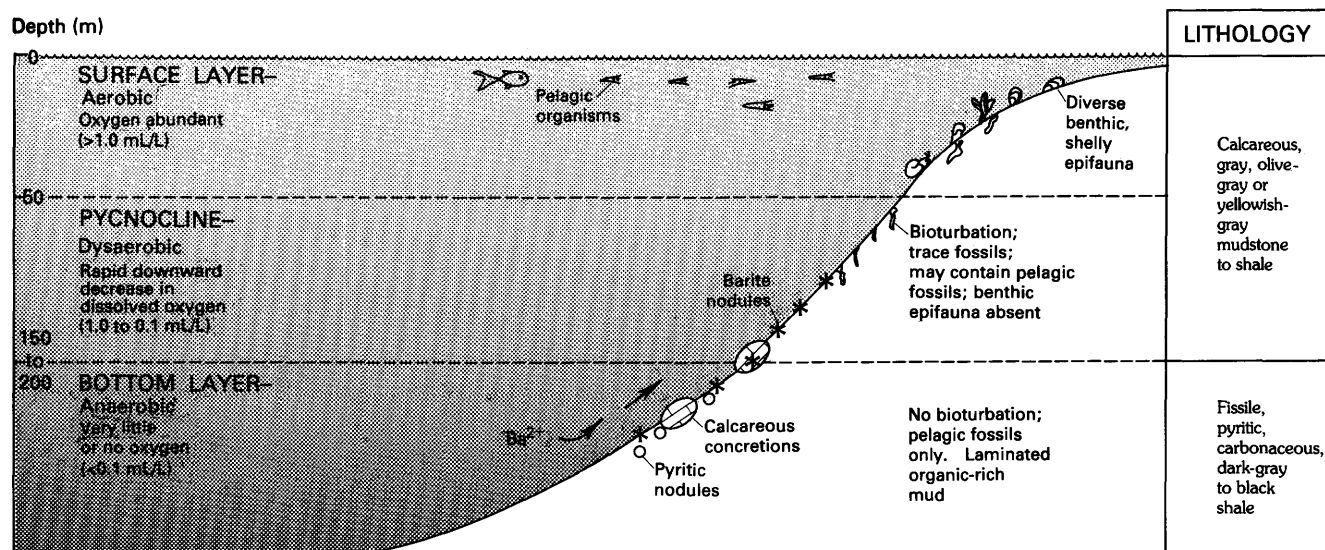 Depth (m)
LITHOLOGY
0
SURFACE LAYER–
Aerobic
Oxygen abundant
(>1.0 mL/L)
Pelagic
organisms
Diverse
benthic,
shelly
epifauna
Calcareous,
gray, olive-
gray or
yellowish-
gray
mudstone
to shale
50
PYCNOCLINE–
Dysaerobic
Rapid downward
decrease in
dissolved oxygen
(1.0 to 0.1 mL/L)
Barite
nodules
Bioturbation;
trace fossils;
may contain pelagic
fossils; benthic
epifauna absent
150
to
200
BOTTOM LAYER–
Anaerobic
Very little
or no oxygen
(<0.1 mL/L)
Ba2+
Calcareous
concretions
Pyritic
nodules
No bioturbation;
pelagic fossils
only. Laminated
organic-rich
mud
Fissile,
pyritic,
carbonaceous,
dark-gray
to black
shale